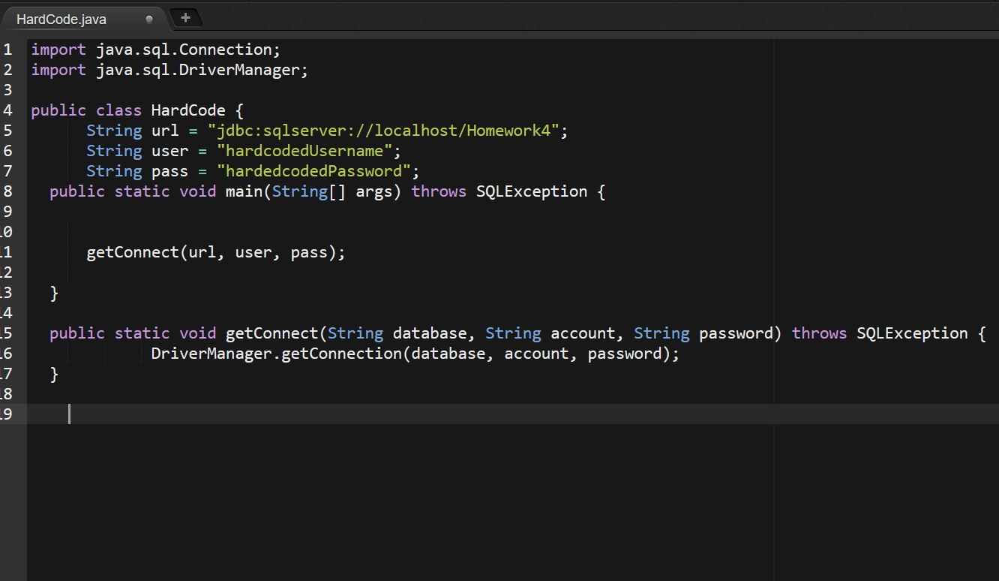 HardCode.java
+
1 import java.sql.Connection;
2 import java.sql.DriverManager;
3
4 public class HardCode {
5 String url = "jdbc:sqlserver://localhost/Homework4";
6 String user = "hardcodedUsername";
7 String pass = "hardedcodedPassword";
8 public static void main(String[] args) throws SQLException {
9
10
11 getConnect(url, user, pass);
12
13 }
14
15 public static void getConnect(String database, String account, String password) throws SQLException {
16 DriverManager.getConnection(database, account, password);
17 }
18
19